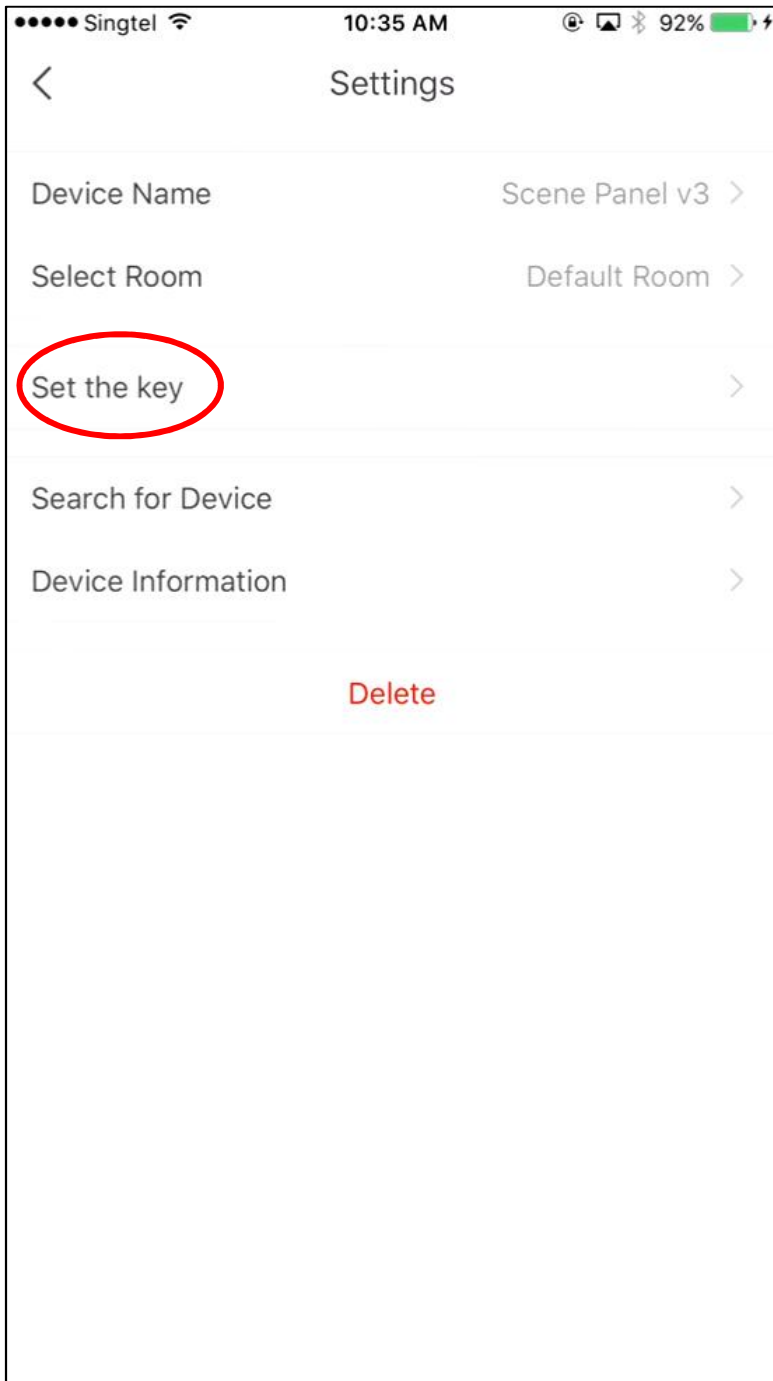 Singtel 10:35 AM 92%
Settings
Device Name Scene Panel v3
Select Room Default Room
Set the key
Search for Device
Device Information
Delete